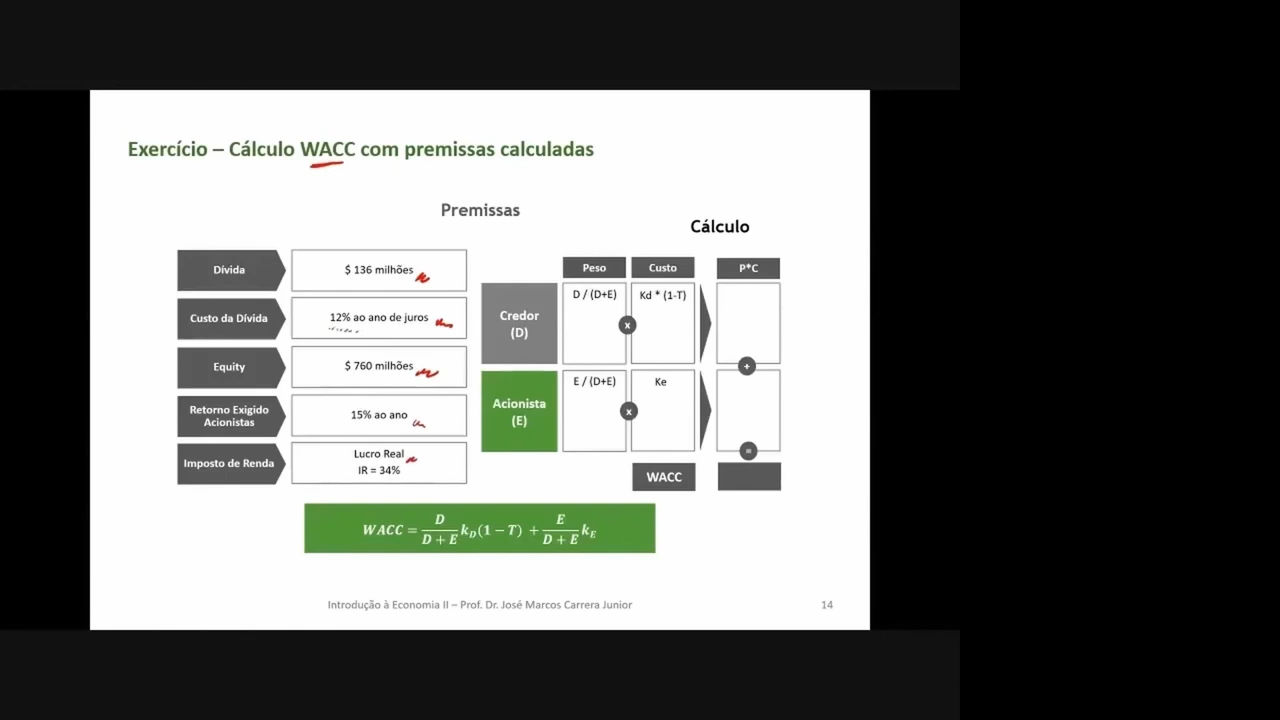 Exercício – Cálculo WACC com premissas calculadas
Premissas
Cálculo
Dívida
$ 136 milhões
Custo da Dívida
12% ao ano de juros
Equity
$ 760 milhões
Retorno Exigido
Acionistas
15% ao ano
Imposto de Renda
Lucro Real
IR = 34%
Peso
Custo
P*C
Credor
(D)
D / (D+E)
x
Kd * (1-T)
+
Acionista
(E)
E / (D+E)
x
Ke
=
WACC
WACC = D / (D + E) k_D (1 − T) + E / (D + E) k_E
Introdução à Economia II – Prof. Dr. José Marcos Carrera Junior
14